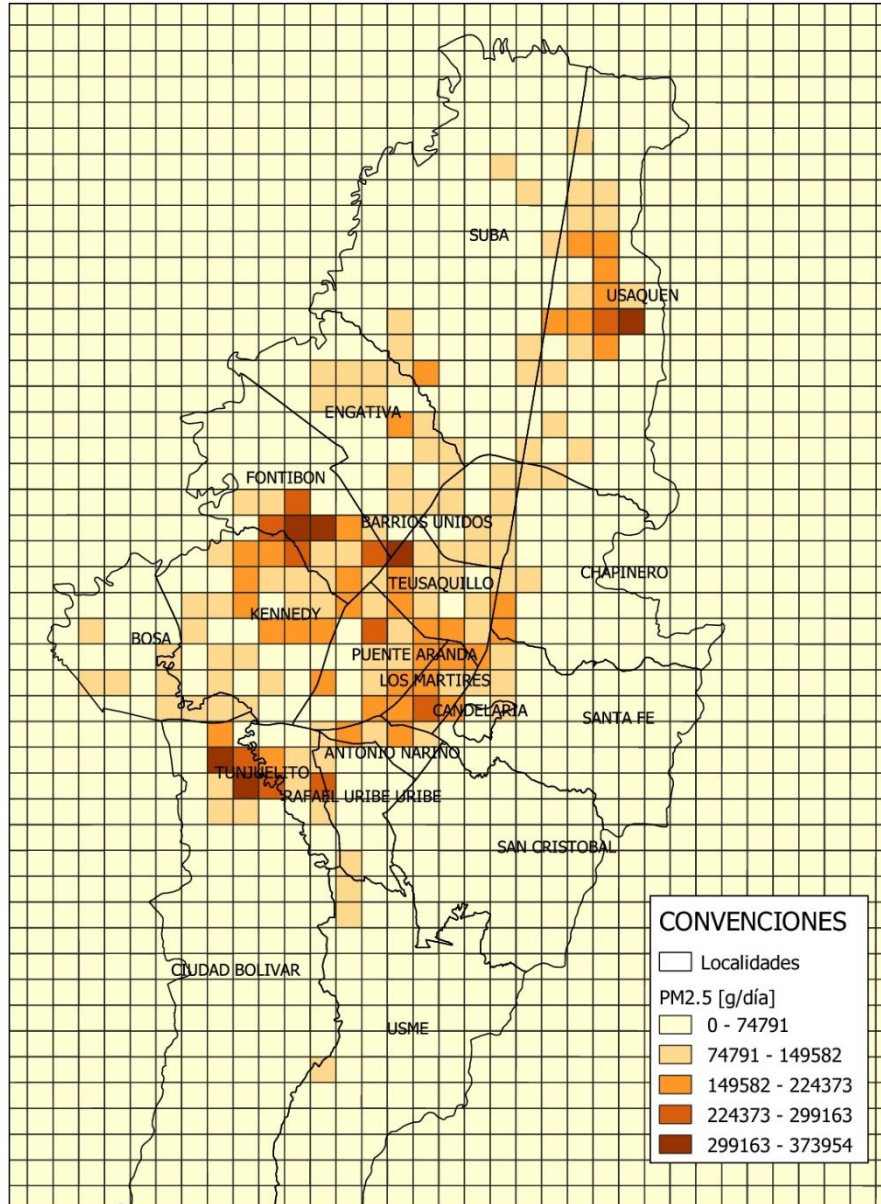 SUBA
USAQUEN
ENGATIVA
FONTIBON
BARRIOS UNIDOS
CHAPINERO
TEUSAQUILLO
KENNEDY
BOSA
PUENTE ARANDA
LOS MARTIRES
CANDELARIA
SANTA FE
ANTONIO NARIÑO
TUNJUELITO
RAFAEL URIBE URIBE
SAN CRISTOBAL
CIUDAD BOLIVAR
USME
CONVENCIONES
Localidades
PM2.5 [g/día]
0 - 74791
74791 - 149582
149582 - 224373
224373 - 299163
299163 - 373954